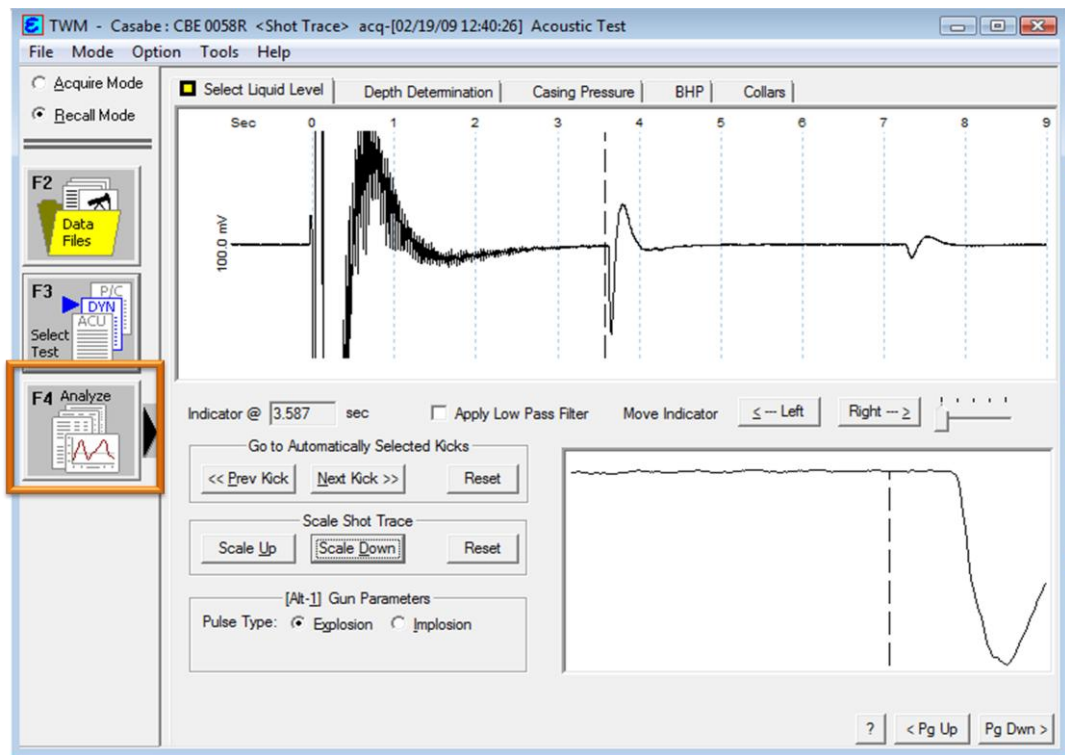 TWM - Casabe : CBE 0058R <Shot Trace> acq-[02/19/09 12:40:26] Acoustic Test
File Mode Option Tools Help
Acquire Mode
Recall Mode
F2
Data
Files
F3
P/C
DYN
ACU
Select
Test
F4 Analyze
Select Liquid Level
Depth Determination
Casing Pressure
BHP
Collars
Sec 0 1 2 3 4 5 6 7 8 9
100.0 mV
Indicator @ 3.587 sec
Apply Low Pass Filter
Move Indicator
< -- Left
Right -- >
Go to Automatically Selected Kicks
<< Prev Kick
Next Kick >>
Reset
Scale Shot Trace
Scale Up
Scale Down
Reset
[Alt-1] Gun Parameters
Pulse Type: Explosion Implosion
?
< Pg Up
Pg Dwn >